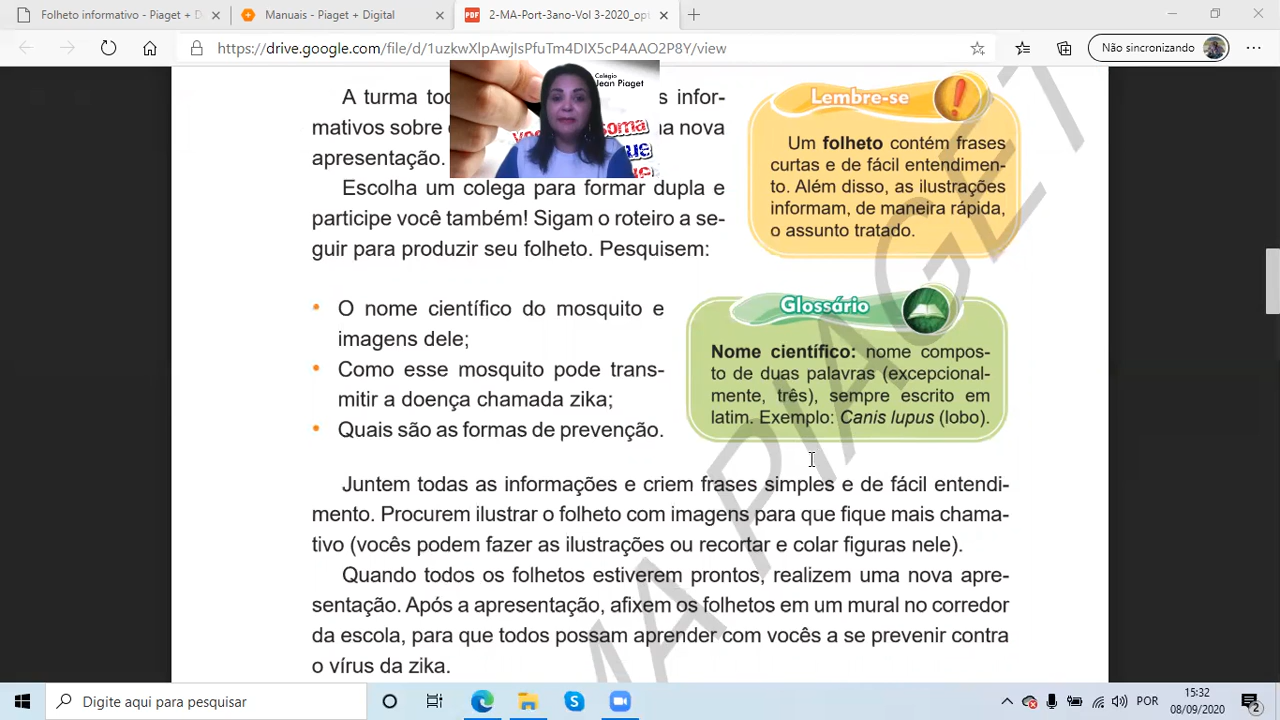 Folheto informativo - Piaget + D
Manuais – Piaget +
2-MA-Port-3ano-Vol 3-2020_opt
https://drive.google.com/file/d/1uzkwXlpAwjIsPfuTm4DIX5cP4AAO2P8Y/view
Não sincronizando
Colegio
Jean Piaget
soma
que
A turma
s infor-
mativos sobre
na nova
apresentação.
Escolha um colega para formar dupla e
participe você também! Sigam o roteiro a se-
guir para produzir seu folheto. Pesquisem:
Lembre-se
Um folheto contém frases
curtas e de fácil entendimen-
to. Além disso, as ilustrações
informam, de maneira rápida,
o assunto tratado.
• O nome científico do mosquito e
imagens dele;
• Como esse mosquito pode trans-
mitir a doença chamada zika;
• Quais são as formas de prevenção.
Glossário
Nome científico: nome compos-
to de duas palavras (excepcional-
mente, três), sempre escrito em
latim. Exemplo: Canis lupus (lobo).
Juntem todas as informações e criem frases simples e de fácil entendi-
mento. Procurem ilustrar o folheto com imagens para que fique mais chama-
tivo (vocês podem fazer as ilustrações ou recortar e colar figuras nele).
Quando todos os folhetos estiverem prontos, realizem uma nova apre-
sentação. Após a apresentação, afixem os folhetos em um mural no corredor
da escola, para que todos possam aprender com vocês a se prevenir contra
o vírus da zika.
MA PIAGET
Digite aqui para pesquisar
POR
15:32
08/09/2020
2